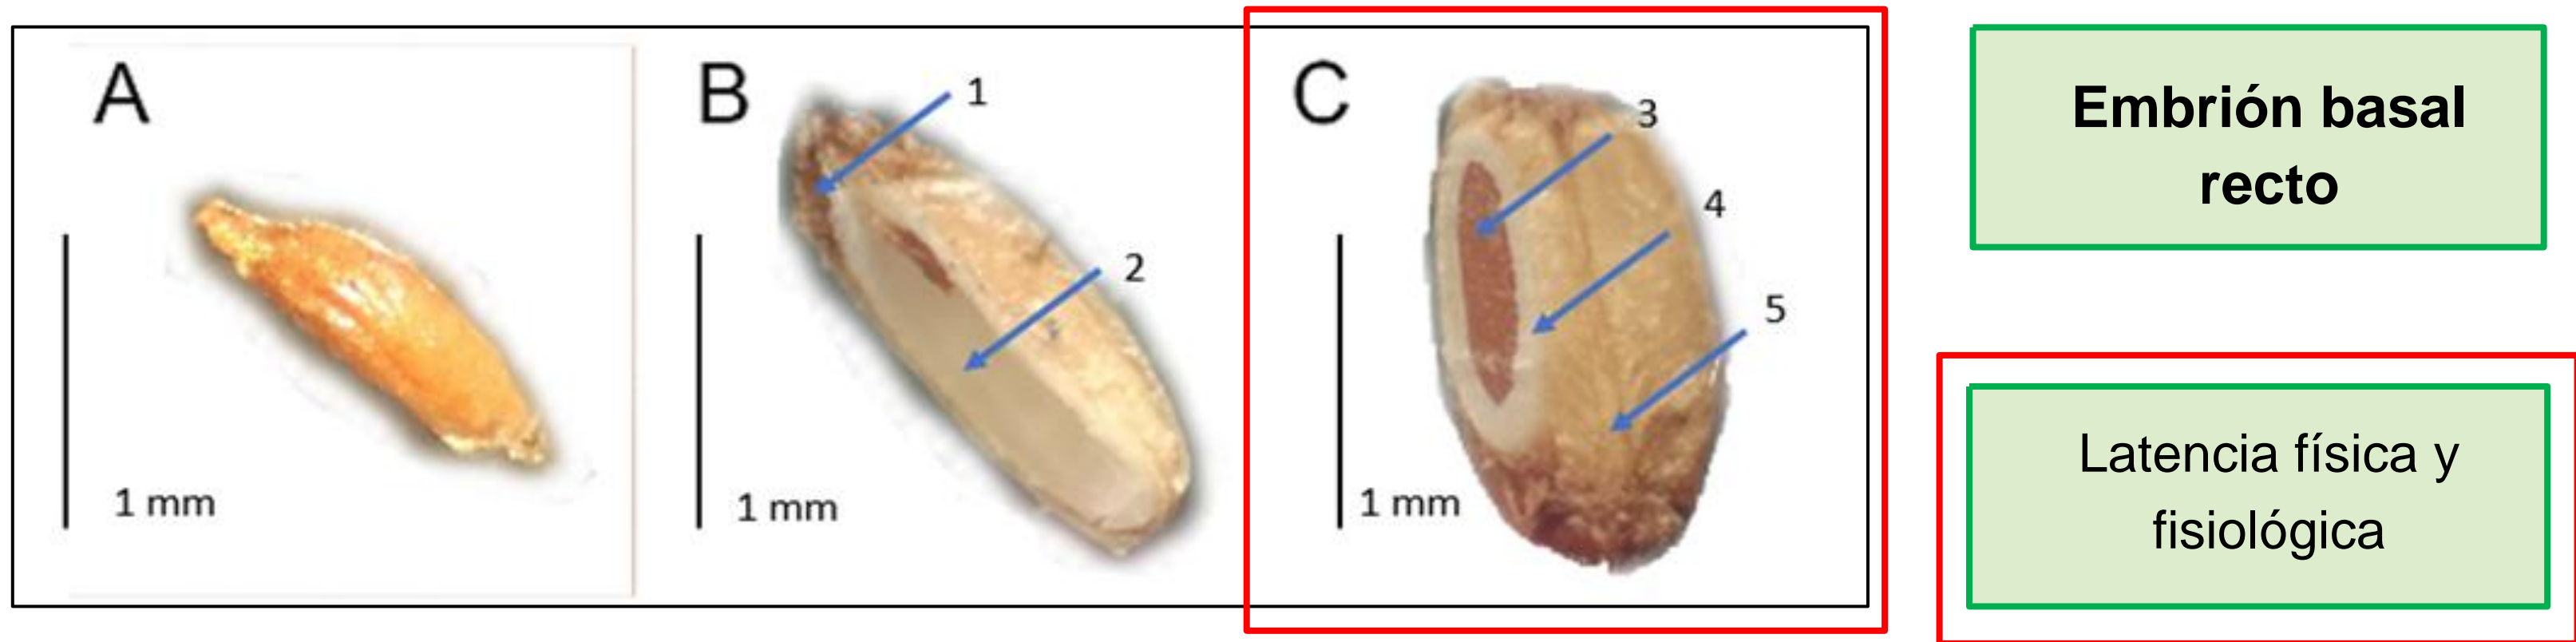 A
1 mm
B
1
2
1 mm
C
3
4
5
1 mm
Embrión basal
recto
Latencia física y
fisiológica